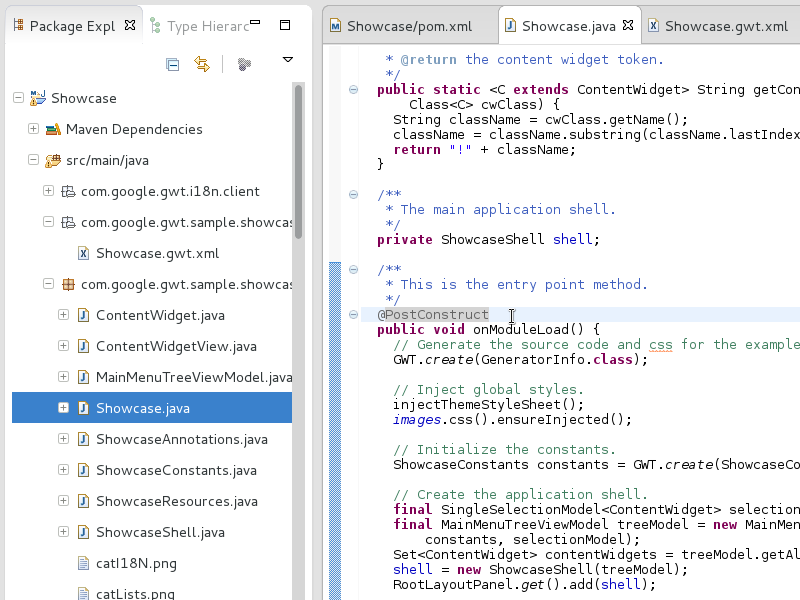 Package Expl
Type Hierarc
Showcase
Maven Dependencies
src/main/java
com.google.gwt.i18n.client
com.google.gwt.sample.showcas
Showcase.gwt.xml
com.google.gwt.sample.showcas
ContentWidget.java
ContentWidgetView.java
MainMenuTreeViewModel.java
Showcase.java
ShowcaseAnnotations.java
ShowcaseConstants.java
ShowcaseResources.java
ShowcaseShell.java
catI18N.png
catLists.png
Showcase/pom.xml
Showcase.java
Showcase.gwt.xml
* @return the content widget token.
*/
public static <C extends ContentWidget> String getCon
Class<C> cwClass) {
String className = cwClass.getName();
className = className.substring(className.lastIndex
return "!" + className;
}
/**
* The main application shell.
*/
private ShowcaseShell shell;
/**
* This is the entry point method.
*/
@PostConstruct
public void onModuleLoad() {
// Generate the source code and css for the example
GWT.create(GeneratorInfo.class);
// Inject global styles.
injectThemeStyleSheet();
images.css().ensureInjected();
// Initialize the constants.
ShowcaseConstants constants = GWT.create(ShowcaseCo
// Create the application shell.
final SingleSelectionModel<ContentWidget> selection
final MainMenuTreeViewModel treeModel = new MainMen
constants, selectionModel);
Set<ContentWidget> contentWidgets = treeModel.getAl
shell = new ShowcaseShell(treeModel);
RootLayoutPanel.get().add(shell);